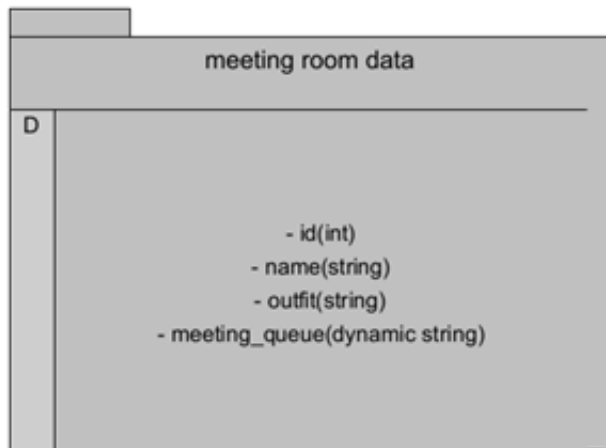 meeting room data
D
- id(int)
- name(string)
- outfit(string)
- meeting_queue(dynamic string)